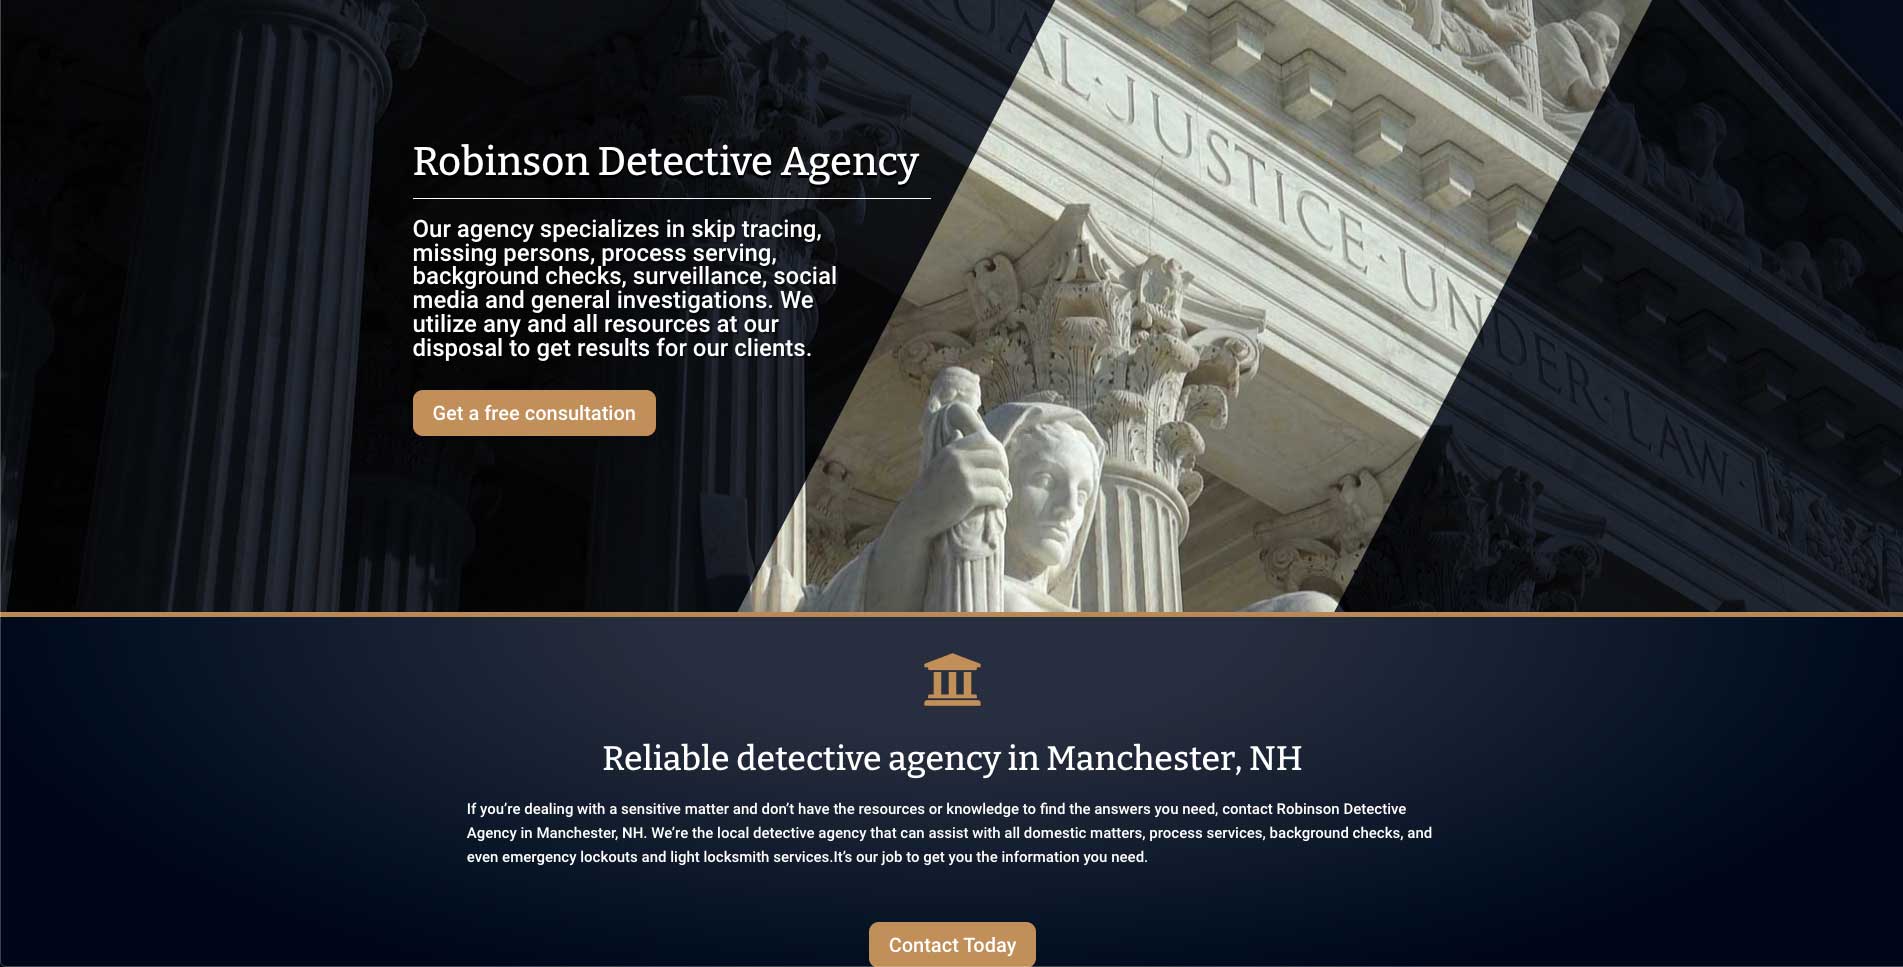 UAL·JUSTICE·UNDER·LAW·
Robinson Detective Agency
Our agency specializes in skip tracing,
missing persons, process serving,
background checks, surveillance, social
media and general investigations. We
utilize any and all resources at our
disposal to get results for our clients.
Get a free consultation
Reliable detective agency in Manchester, NH
If you’re dealing with a sensitive matter and don’t have the resources or knowledge to find the answers you need, contact Robinson Detective
Agency in Manchester, NH. We’re the local detective agency that can assist with all domestic matters, process services, background checks, and
even emergency lockouts and light locksmith services.It’s our job to get you the information you need.
Contact Today